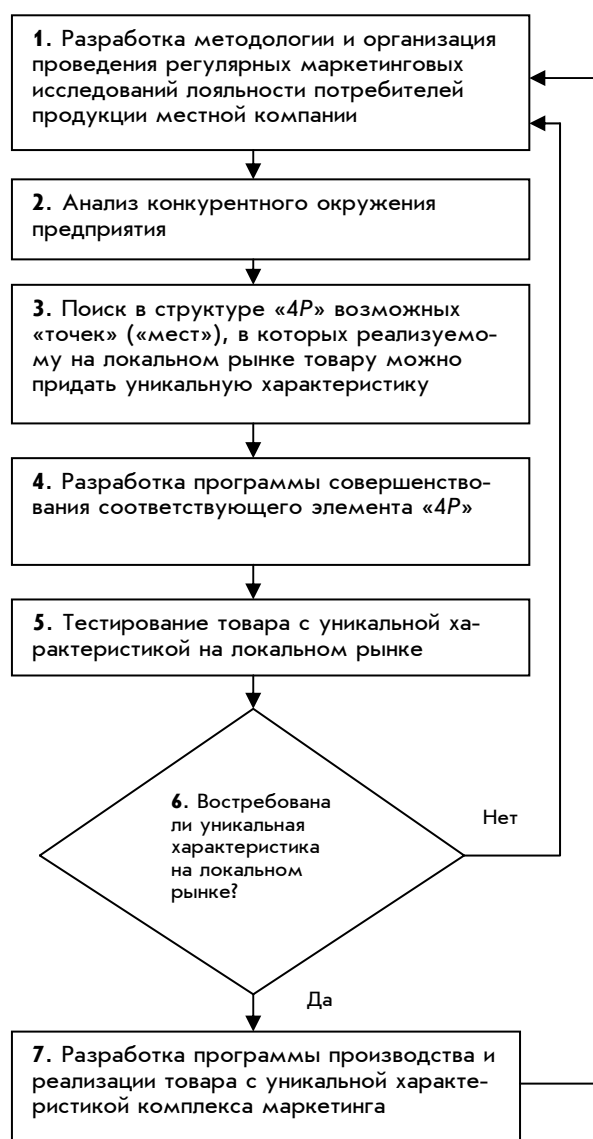 1. Разработка методологии и организация
проведения регулярных маркетинговых
исследований лояльности потребителей
продукции местной компании
2. Анализ конкурентного окружения
предприятия
3. Поиск в структуре «4P» возможных
«точек» («мест»), в которых реализуемо-
му на локальном рынке товару можно
придать уникальную характеристику
4. Разработка программы совершенство-
вания соответствующего элемента «4P»
5. Тестирование товара с уникальной ха-
рактеристикой на локальном рынке
6. Востребована
ли уникальная
характеристика
на локальном
рынке?
Нет
Да
7. Разработка программы производства и
реализации товара с уникальной характе-
ристикой комплекса маркетинга